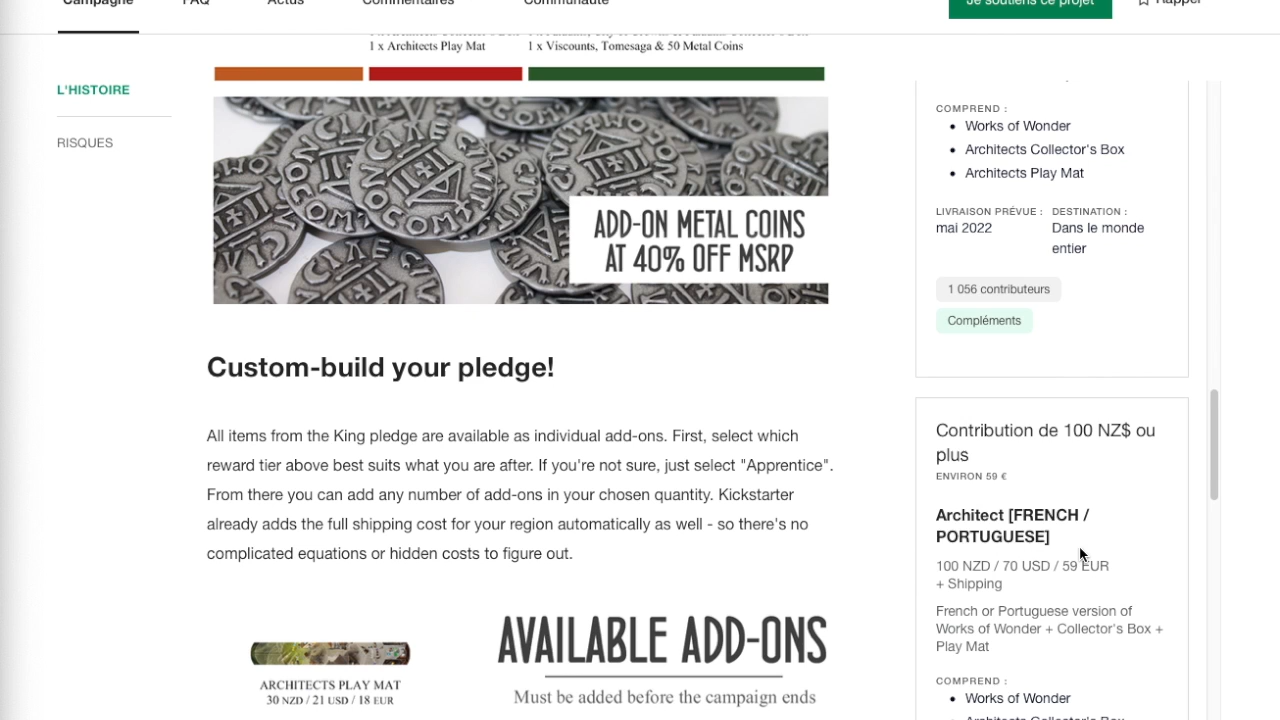 Campagne
FAQ
Actus
Commentaires
Communauté
Je soutiens ce projet
Rappel
1 x Architects Play Mat
1 x Viscounts, Tomesaga & 50 Metal Coins
L'HISTOIRE
RISQUES
ADD-ON METAL COINS
AT 40% OFF MSRP
Custom-build your pledge!
All items from the King pledge are available as individual add-ons. First, select which
reward tier above best suits what you are after. If you're not sure, just select "Apprentice".
From there you can add any number of add-ons in your chosen quantity. Kickstarter
already adds the full shipping cost for your region automatically as well - so there's no
complicated equations or hidden costs to figure out.
ARCHITECTS PLAY MAT
30 NZD / 21 USD / 18 EUR
AVAILABLE ADD-ONS
Must be added before the campaign ends
COMPREND :
Works of Wonder
Architects Collector's Box
Architects Play Mat
LIVRAISON PRÉVUE :
mai 2022
DESTINATION :
Dans le monde
entier
1 056 contributeurs
Compléments
Contribution de 100 NZ$ ou
plus
ENVIRON 59 €
Architect [FRENCH /
PORTUGUESE]
100 NZD / 70 USD / 59 EUR
+ Shipping
French or Portuguese version of
Works of Wonder + Collector's Box +
Play Mat
COMPREND :
Works of Wonder
Architects Collector's Box